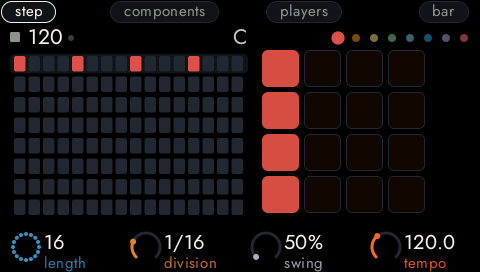 step components players bar
120 C
16 1/16 50% 120.0
length division swing tempo